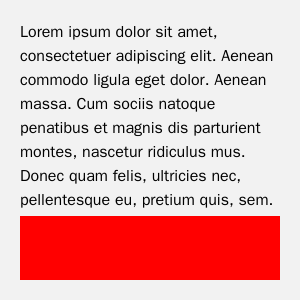 Lorem ipsum dolor sit amet,
consectetuer adipiscing elit. Aenean
commodo ligula eget dolor. Aenean
massa. Cum sociis natoque
penatibus et magnis dis parturient
montes, nascetur ridiculus mus.
Donec quam felis, ultricies nec,
pellentesque eu, pretium quis, sem.